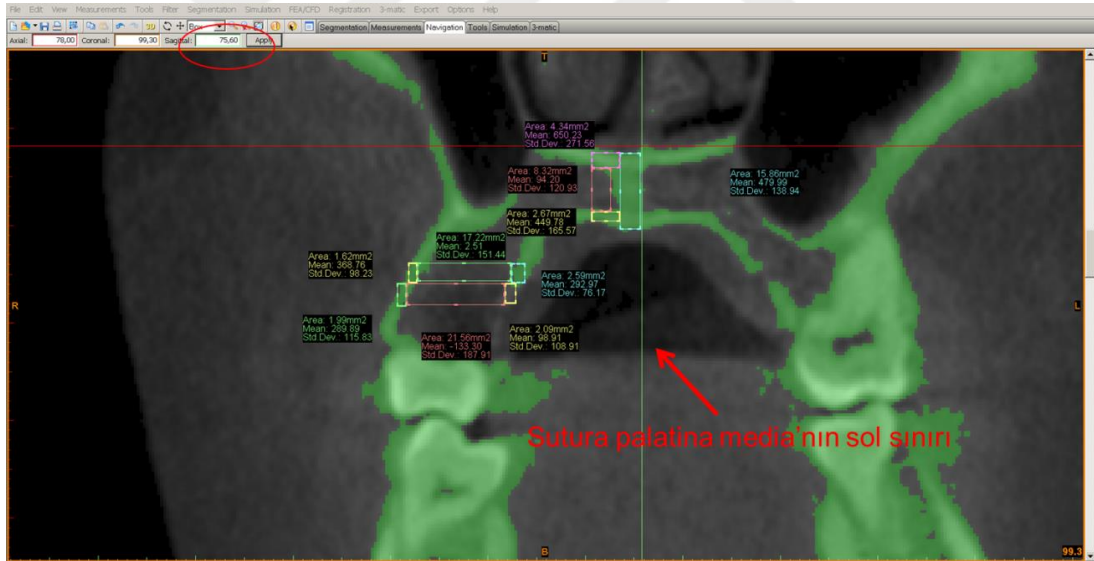 File Edit View Measurements Tools Filter Segmentation Simulation FEA/CFD Registration 3-matic Export Options Help
3D Box Segmentation Measurements Navigation Tools Simulation 3-matic
Axial: 78,00 Coronal: 99,30 Sagittal: 75,60 Apply
T
Area: 4.34mm2
Mean: 650.23
Std.Dev.: 271.56
Area: 8.32mm2
Mean: 94.20
Std.Dev.: 120.93
Area: 15.86mm2
Mean: 479.99
Std.Dev.: 138.94
Area: 2.67mm2
Mean: 449.78
Std.Dev.: 165.57
Area: 17.22mm2
Mean: 2.51
Std.Dev.: 151.44
Area: 1.62mm2
Mean: 368.76
Std.Dev.: 98.23
Area: 2.59mm2
Mean: 292.97
Std.Dev.: 76.17
R
L
Area: 1.99mm2
Mean: 289.89
Std.Dev.: 115.83
Area: 21.56mm2
Mean: -133.30
Std.Dev.: 187.91
Area: 2.09mm2
Mean: 98.91
Std.Dev.: 108.91
Sutura palatina media'nın sol sınırı
B
99.3